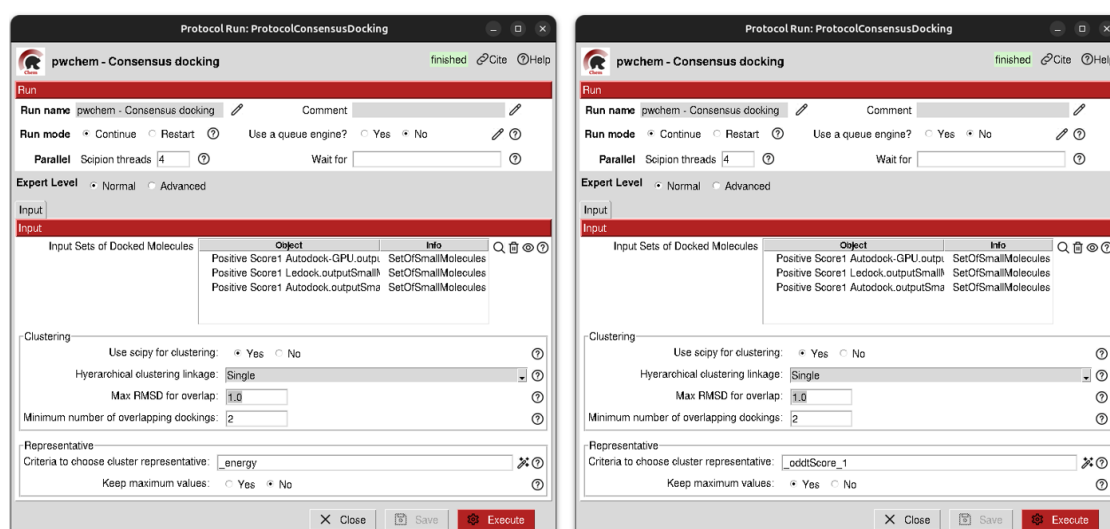 Protocol Run: ProtocolConsensusDocking
Chem
pwchem - Consensus docking
finished Cite Help
Run
Run name pwchem - Consensus docking Comment
Run mode Continue Restart Use a queue engine? Yes No
Parallel Scipion threads 4 Wait for
Expert Level Normal Advanced
Input
Input
Input Sets of Docked Molecules Object Info
Positive Score1 Autodock-GPU.outpu SetOfSmallMolecules
Positive Score1 Ledock.outputSmallM SetOfSmallMolecules
Positive Score1 Autodock.outputSma SetOfSmallMolecules
Clustering
Use scipy for clustering: Yes No
Hyerarchical clustering linkage: Single
Max RMSD for overlap: 1.0
Minimum number of overlapping dockings: 2
Representative
Criteria to choose cluster representative: _energy
Keep maximum values: Yes No
Close Save Execute
Protocol Run: ProtocolConsensusDocking
Chem
pwchem - Consensus docking
finished Cite Hel
Run
Run name pwchem - Consensus docking Comment
Run mode Continue Restart Use a queue engine? Yes No
Parallel Scipion threads 4 Wait for
Expert Level Normal Advanced
Input
Input
Input Sets of Docked Molecules Object Info
Positive Score1 Autodock-GPU.outpu SetOfSmallMolecules
Positive Score1 Ledock.outputSmallM SetOfSmallMolecules
Positive Score1 Autodock.outputSma SetOfSmallMolecules
Clustering
Use scipy for clustering: Yes No
Hyerarchical clustering linkage: Single
Max RMSD for overlap: 1.0
Minimum number of overlapping dockings: 2
Representative
Criteria to choose cluster representative: _oddtScore_1
Keep maximum values: Yes No
Close Save Execute